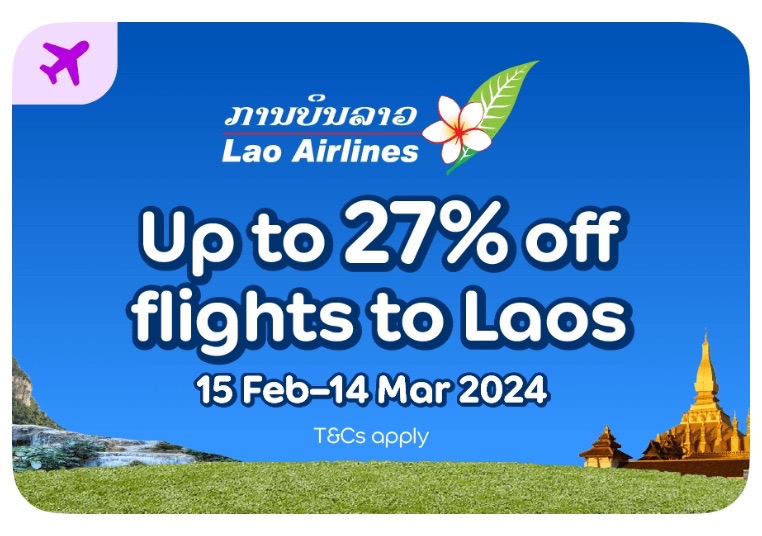 ການບິນລາວ
Lao Airlines
Up to 27% off
flights to Laos
15 Feb–14 Mar 2024
T&Cs apply